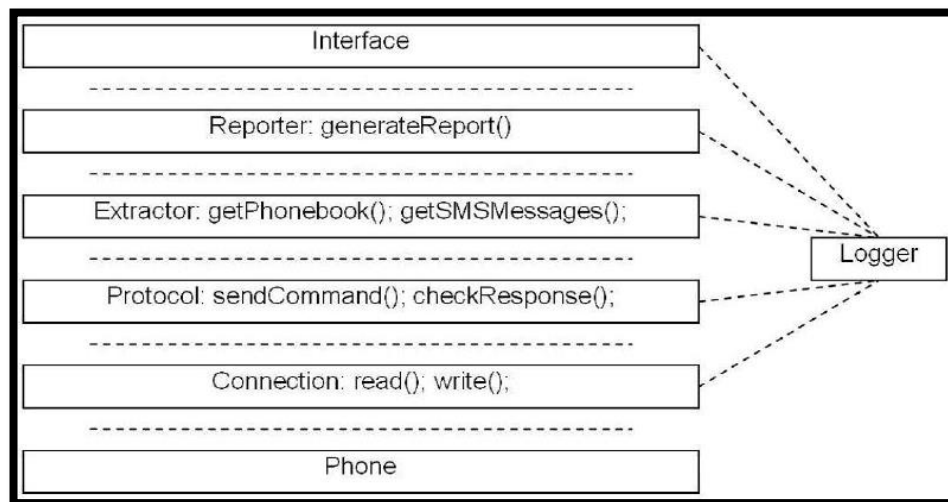 Interface
Reporter: generateReport()
Extractor: getPhonebook(); getSMSMessages();
Logger
Protocol: sendCommand(); checkResponse();
Connection: read(); write();
Phone